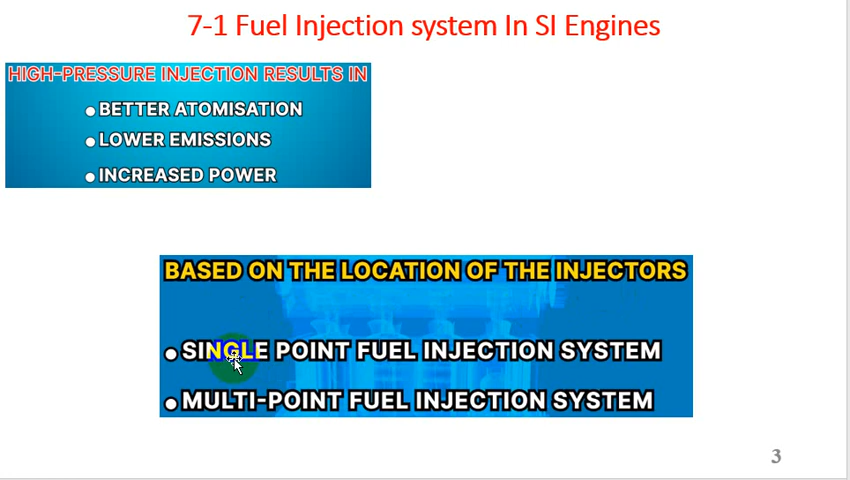 7-1 Fuel Injection system In SI Engines
HIGH-PRESSURE INJECTION RESULTS IN
● BETTER ATOMISATION
● LOWER EMISSIONS
● INCREASED POWER
BASED ON THE LOCATION OF THE INJECTORS
● SINGLE POINT FUEL INJECTION SYSTEM
● MULTI-POINT FUEL INJECTION SYSTEM
3